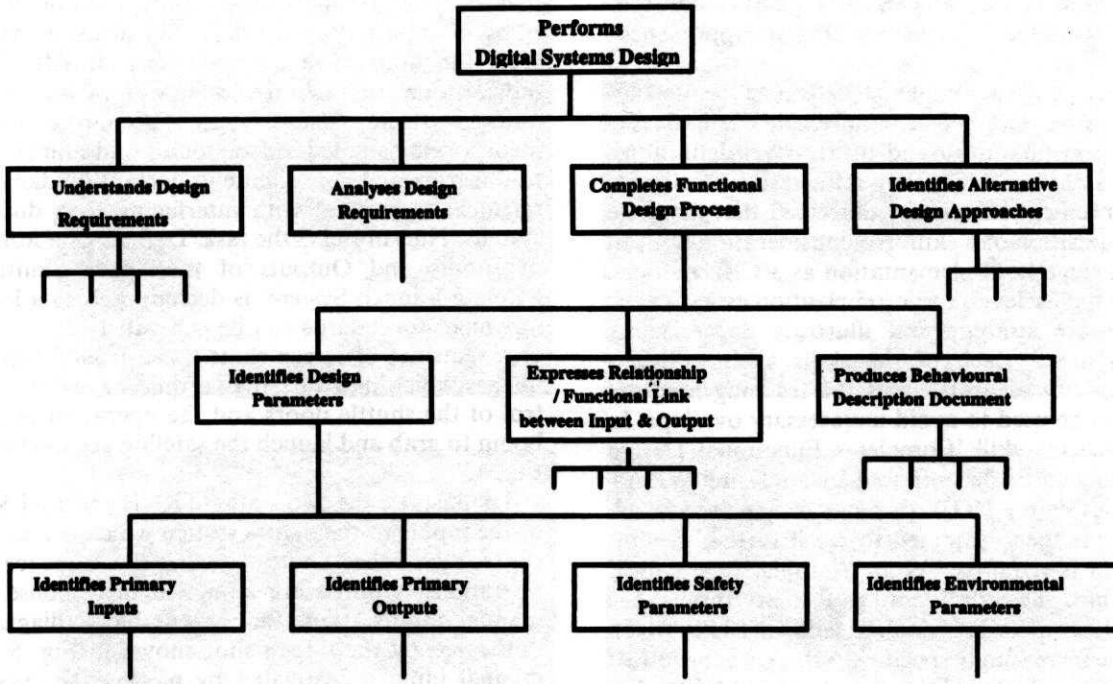 Performs
Digital Systems Design
Understands Design
Requirements
Analyses Design
Requirements
Completes Functional
Design Process
Identifies Alternative
Design Approaches
Identifies Design
Parameters
Expresses Relationship
/ Functional Link
between Input & Output
Produces Behavioural
Description Document
Identifies Primary
Inputs
Identifies Primary
Outputs
Identifies Safety
Parameters
Identifies Environmental
Parameters